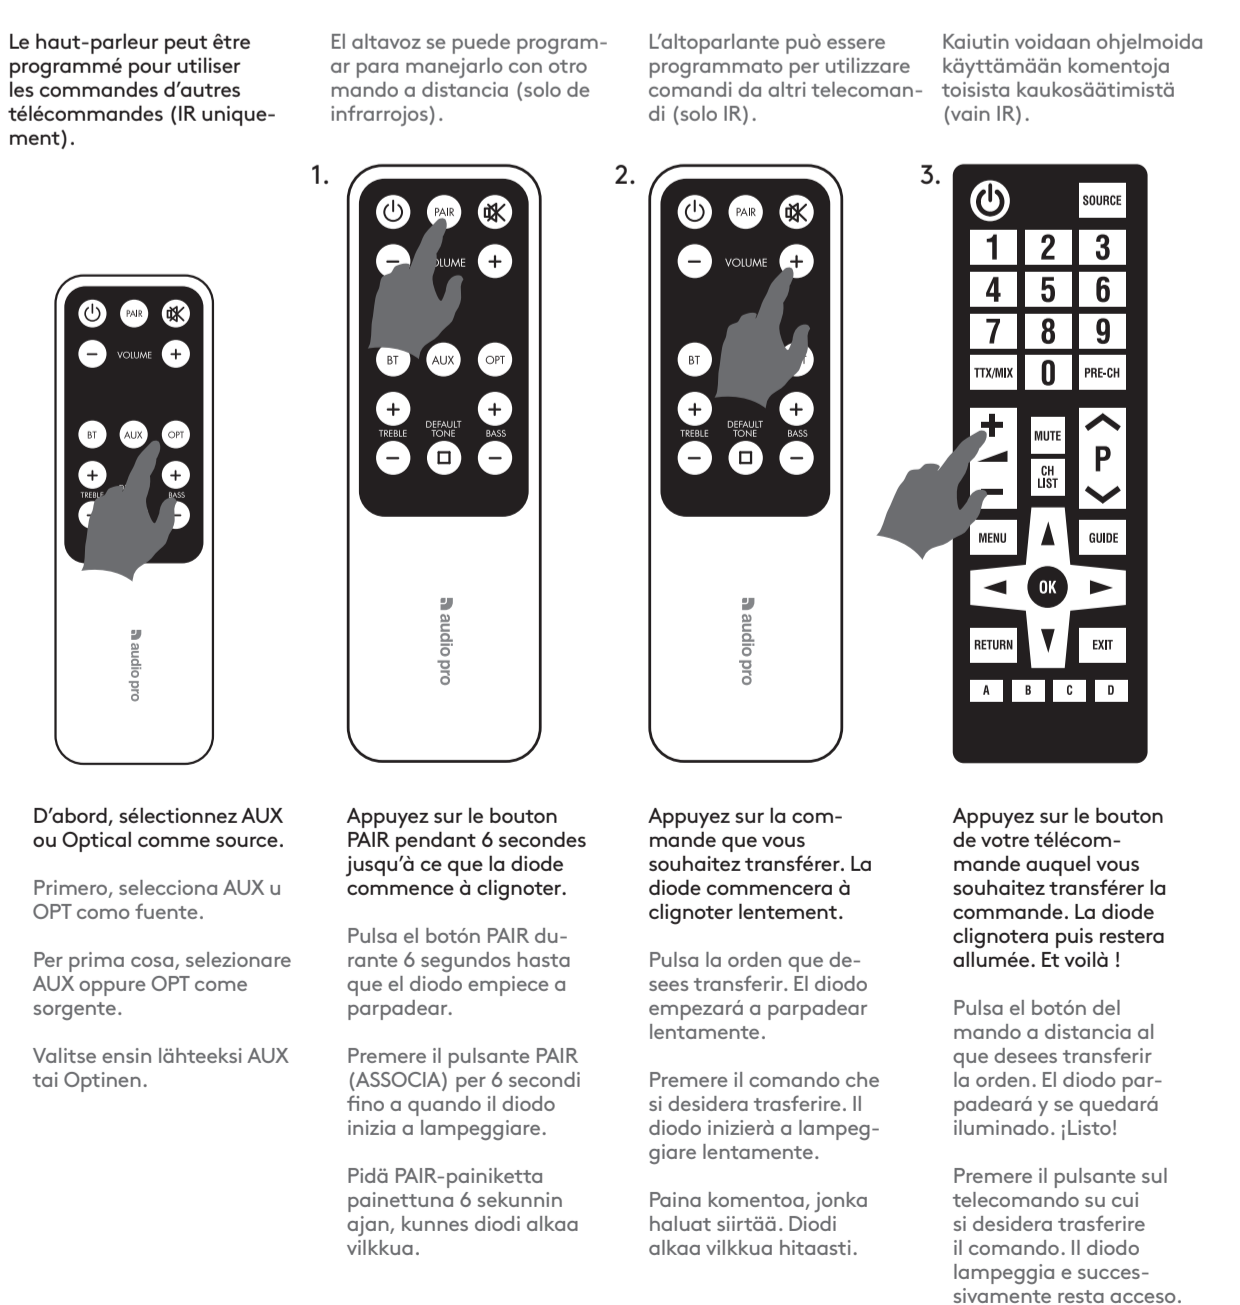 Le haut-parleur peut être
programmé pour utiliser
les commandes d'autres
télécommandes (IR unique-
ment).
El altavoz se puede program-
ar para manejarlo con otro
mando a distancia (solo de
infrarrojos).
L'altoparlante può essere
programmato per utilizzare
comandi da altri telecoman-
di (solo IR).
Kaiutin voidaan ohjelmoida
käyttämään komentoja
toisista kaukosäätimistä
(vain IR).
PAIR
− VOLUME +
BT AUX OPT
+ +
TREBLE BASS
audio pro
1.
PAIR
− +
BT AUX OPT
+ +
TREBLE DEFAULT TONE BASS
− −
audio pro
2.
PAIR
− VOLUME +
BT
+ +
TREBLE DEFAULT TONE BASS
− −
audio pro
3.
SOURCE
1 2 3
4 5 6
7 8 9
TTX/MIX 0 PRE-CH
+ MUTE
CH LIST P
−
MENU GUIDE
OK
RETURN EXIT
A B C D
D'abord, sélectionnez AUX
ou Optical comme source.
Primero, selecciona AUX u
OPT como fuente.
Per prima cosa, selezionare
AUX oppure OPT come
sorgente.
Valitse ensin lähteeksi AUX
tai Optinen.
Appuyez sur le bouton
PAIR pendant 6 secondes
jusqu'à ce que la diode
commence à clignoter.
Pulsa el botón PAIR du-
rante 6 segundos hasta
que el diodo empiece a
parpadear.
Premere il pulsante PAIR
(ASSOCIA) per 6 secondi
fino a quando il diodo
inizia a lampeggiare.
Pidä PAIR-painiketta
painettuna 6 sekunnin
ajan, kunnes diodi alkaa
vilkkua.
Appuyez sur la com-
mande que vous
souhaitez transférer. La
diode commencera à
clignoter lentement.
Pulsa la orden que de-
sees transferir. El diodo
empezará a parpadear
lentamente.
Premere il comando che
si desidera trasferire. Il
diodo inizierà a lampeg-
giare lentamente.
Paina komentoa, jonka
haluat siirtää. Diodi
alkaa vilkkua hitaasti.
Appuyez sur le bouton
de votre télécom-
mande auquel vous
souhaitez transférer la
commande. La diode
clignotera puis restera
allumée. Et voilà !
Pulsa el botón del
mando a distancia al
que desees transferir
la orden. El diodo par-
padeará y se quedará
iluminado. ¡Listo!
Premere il pulsante sul
telecomando su cui
si desidera trasferire
il comando. Il diodo
lampeggia e succes-
sivamente resta acceso.